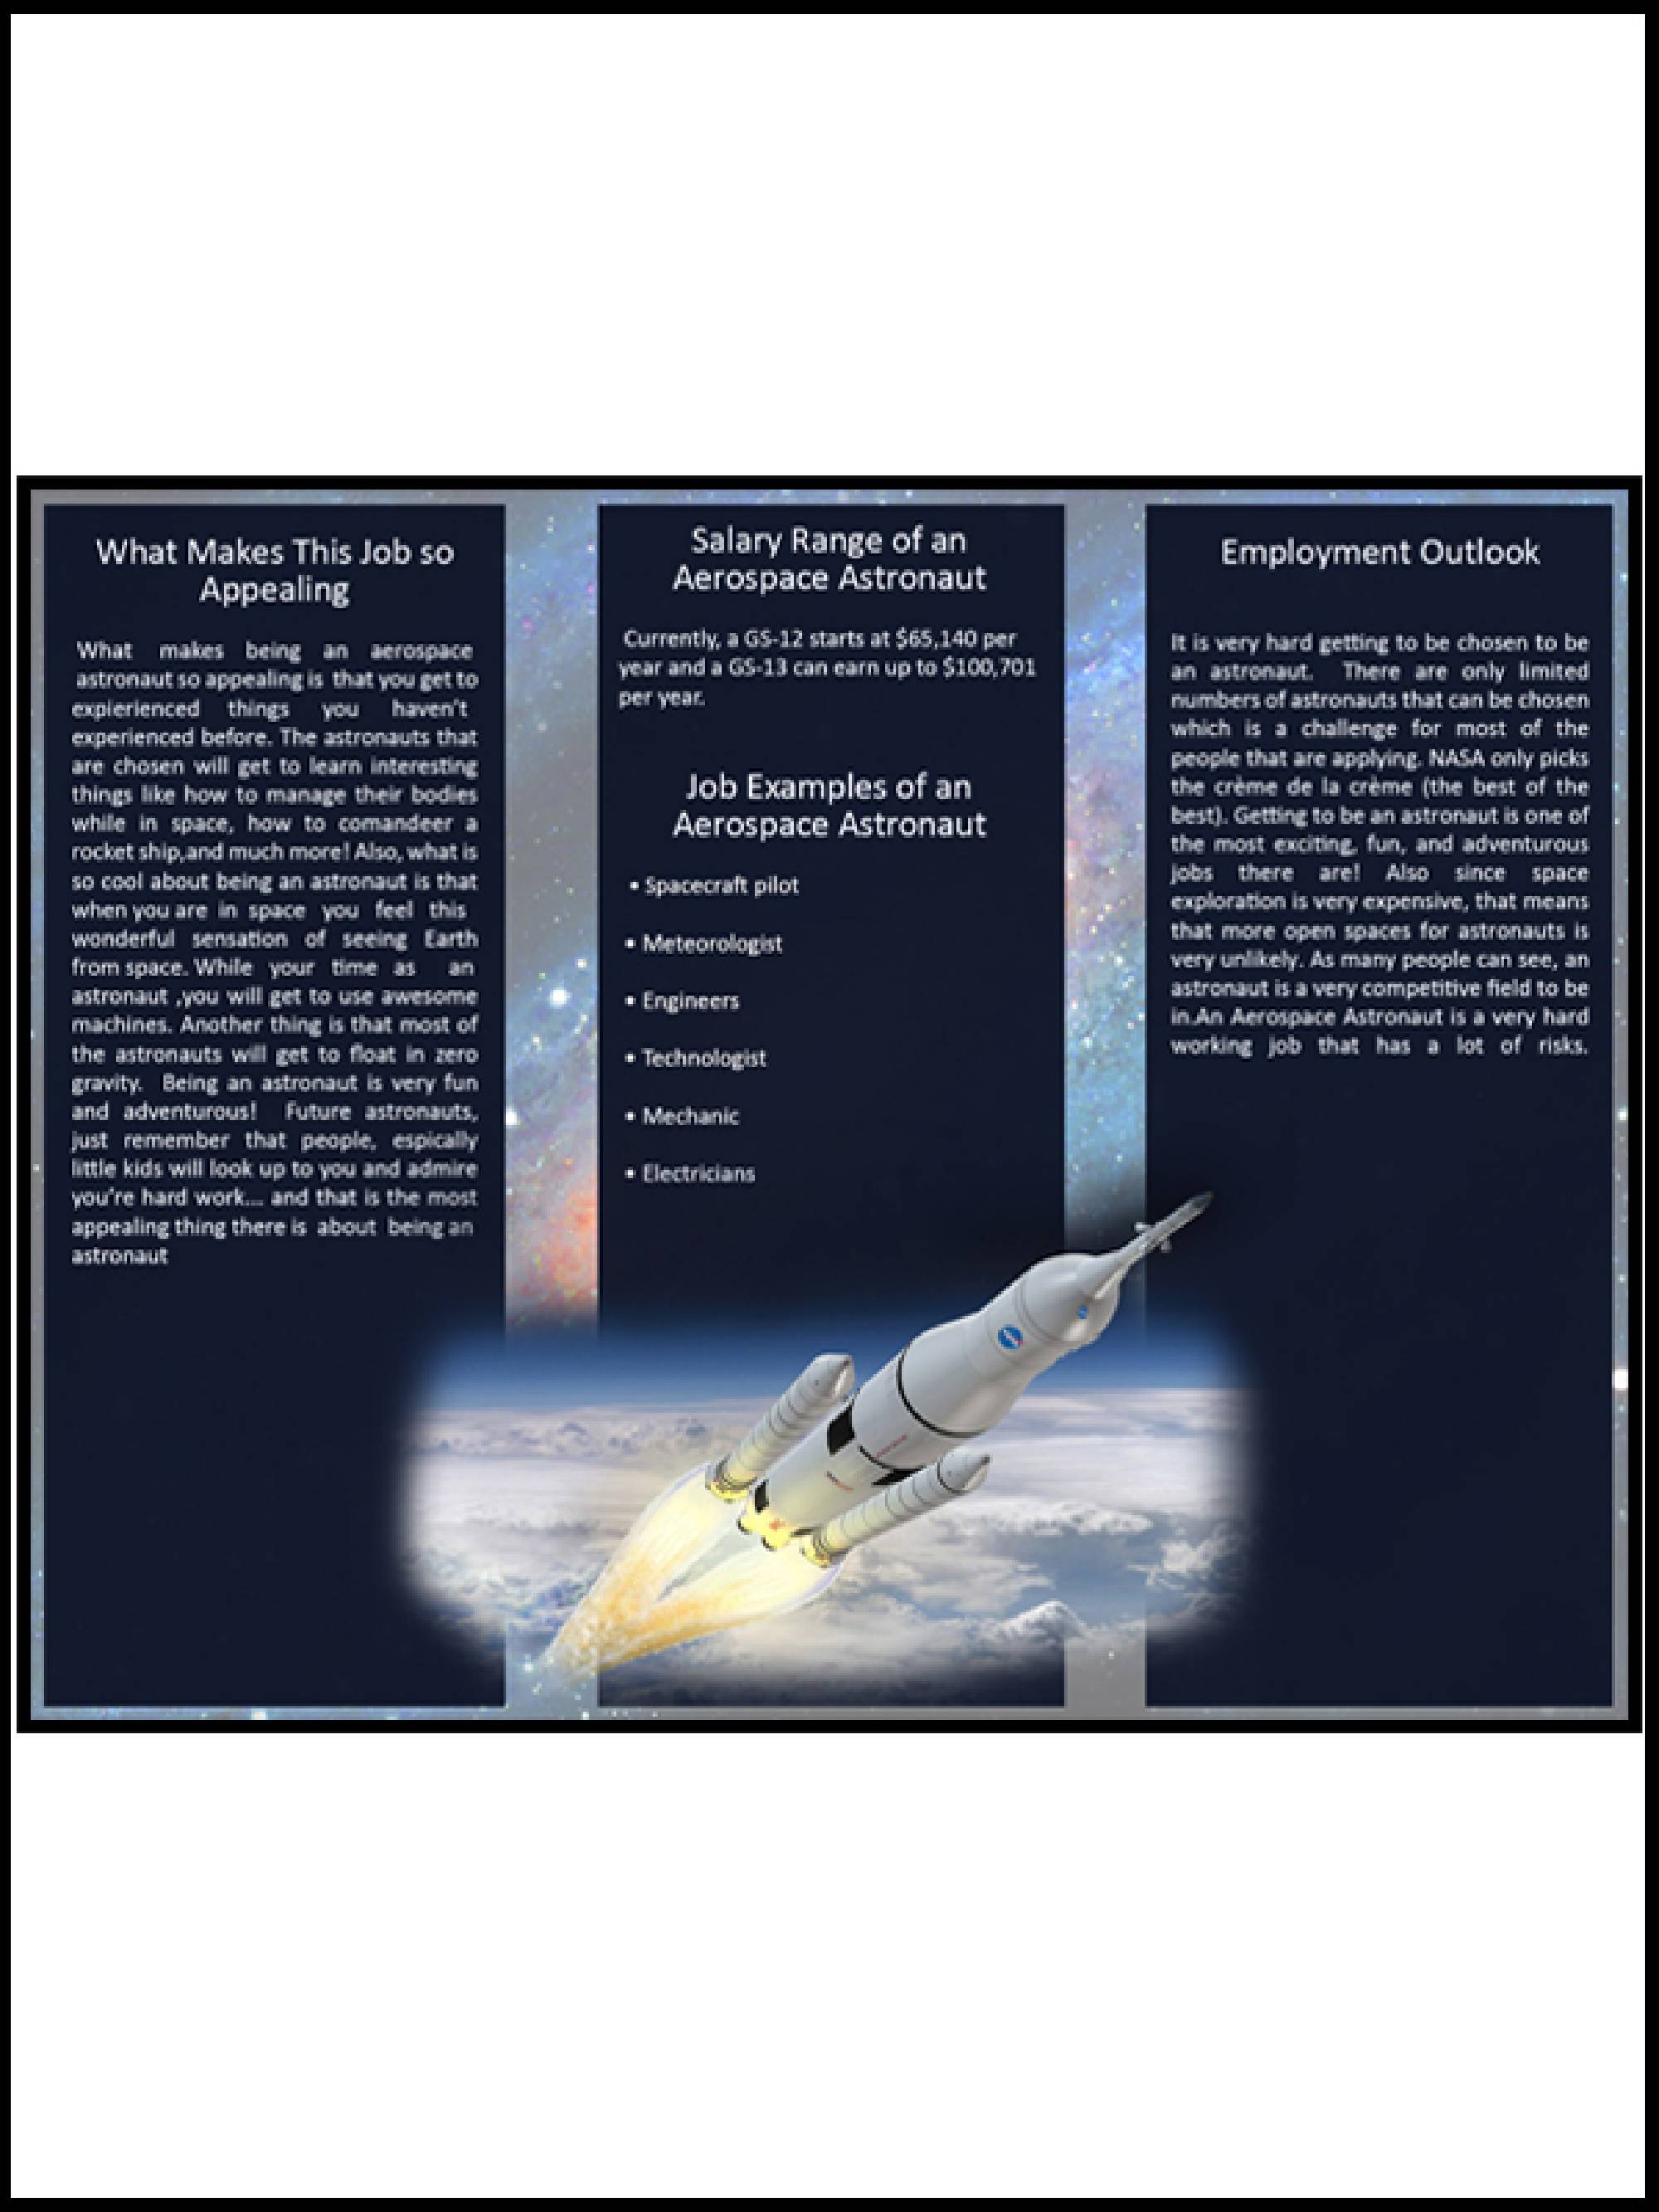 What Makes This Job so
Appealing
What makes being an aerospace
astronaut so appealing is that you get to
expierienced things you haven't
experienced before. The astronauts that
are chosen will get to learn interesting
things like how to manage their bodies
while in space, how to comandeer a
rocket ship,and much more! Also, what is
so cool about being an astronaut is that
when you are in space you feel this
wonderful sensation of seeing Earth
from space. While your time as an
astronaut ,you will get to use awesome
machines. Another thing is that most of
the astronauts will get to float in zero
gravity. Being an astronaut is very fun
and adventurous! Future astronauts,
just remember that people, espically
little kids will look up to you and admire
you're hard work... and that is the most
appealing thing there is about being an
astronaut
Salary Range of an
Aerospace Astronaut
Currently, a GS-12 starts at $65,140 per
year and a GS-13 can earn up to $100,701
per year.
Job Examples of an
Aerospace Astronaut
• Spacecraft pilot
• Meteorologist
• Engineers
• Technologist
• Mechanic
• Electricians
Employment Outlook
It is very hard getting to be chosen to be
an astronaut. There are only limited
numbers of astronauts that can be chosen
which is a challenge for most of the
people that are applying. NASA only picks
the crème de la crème (the best of the
best). Getting to be an astronaut is one of
the most exciting, fun, and adventurous
jobs there are! Also since space
exploration is very expensive, that means
that more open spaces for astronauts is
very unlikely. As many people can see, an
astronaut is a very competitive field to be
in.An Aerospace Astronaut is a very hard
working job that has a lot of risks.